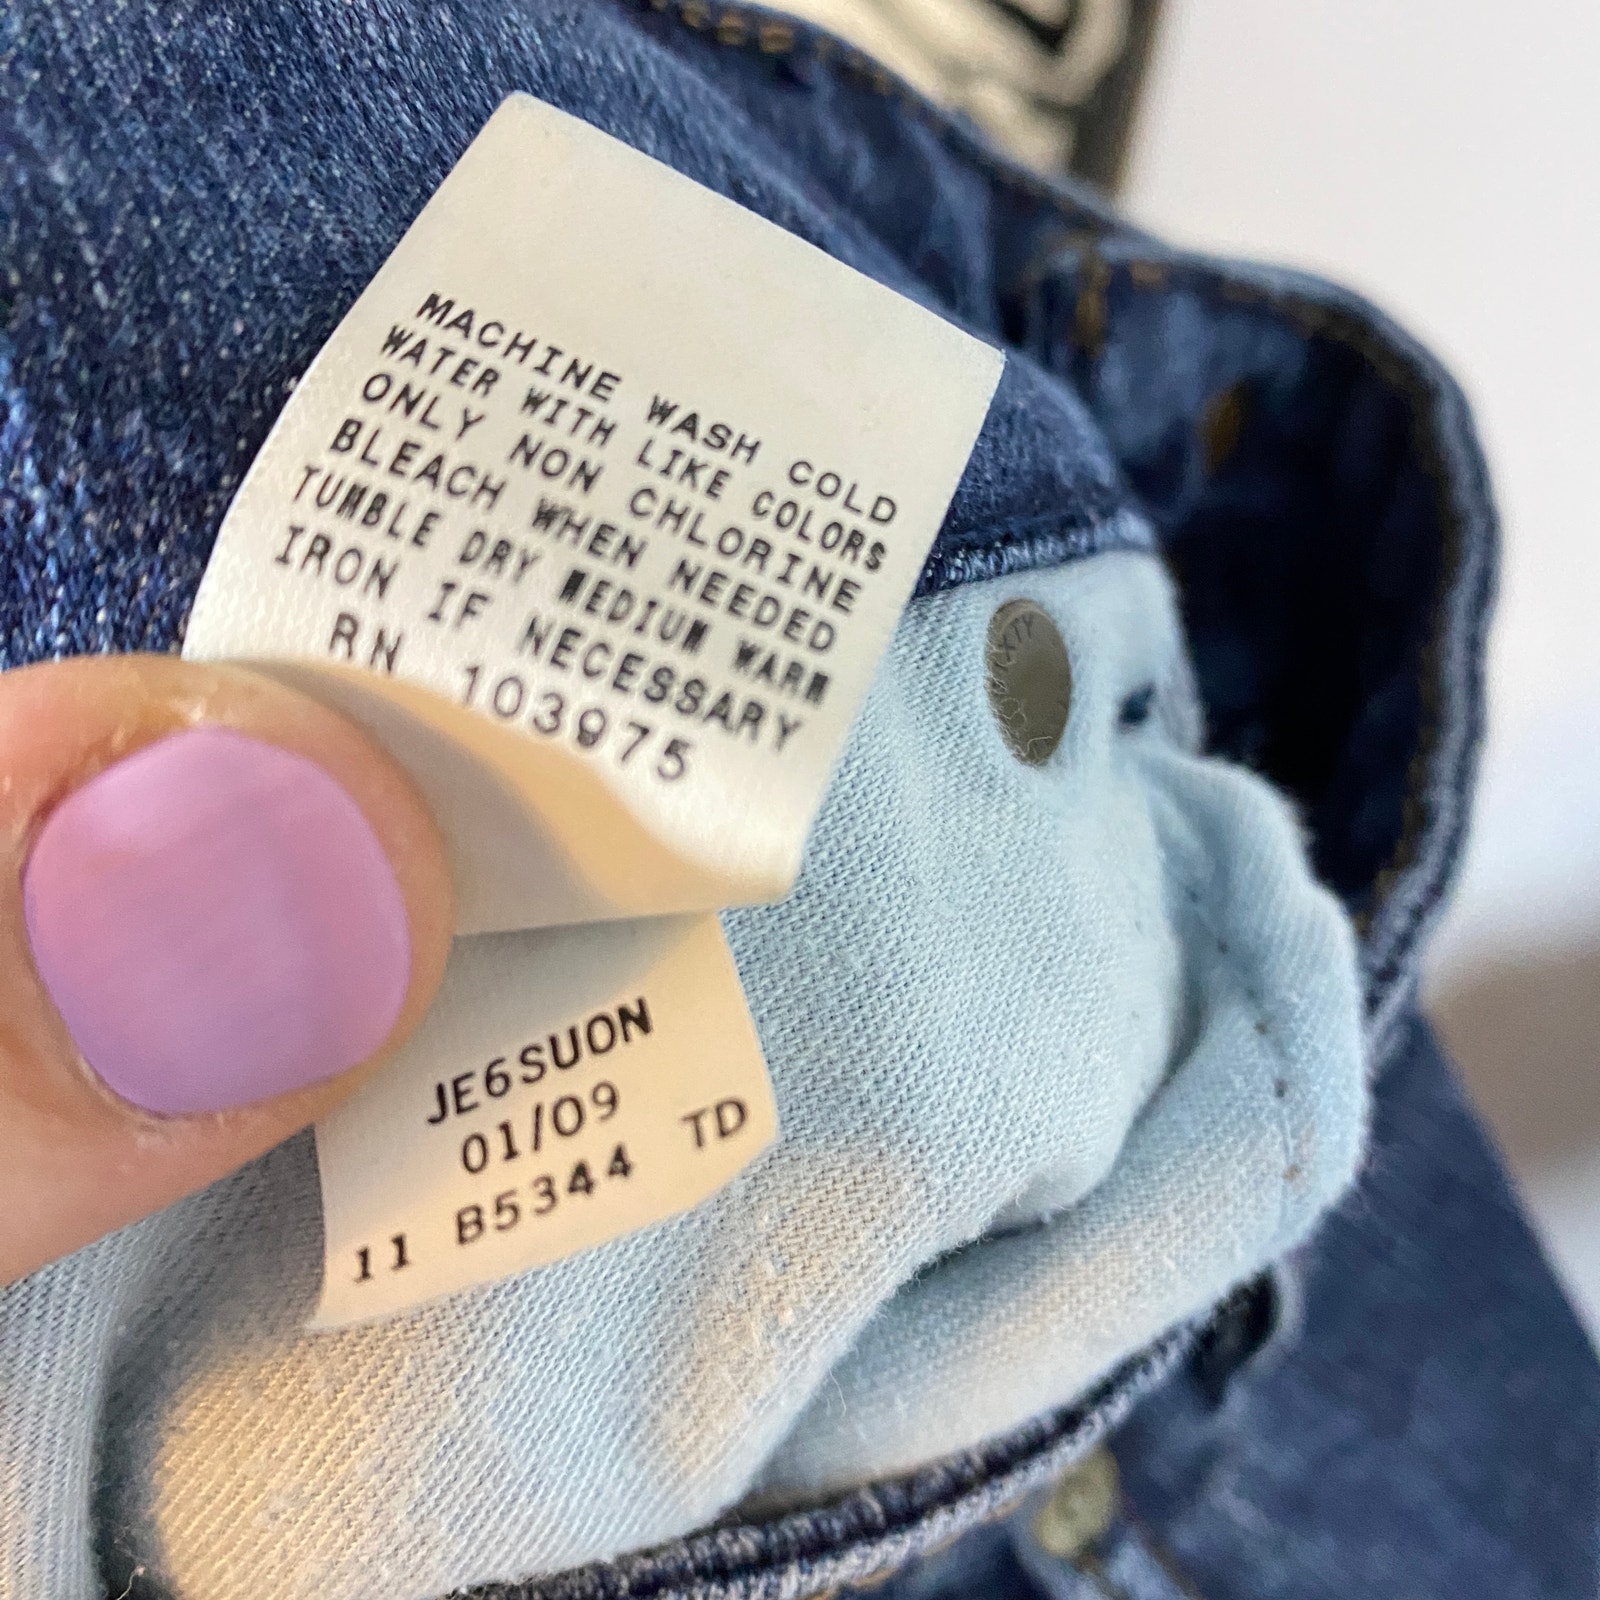 MACHINE WASH COLD
WATER WITH LIKE COLORS
ONLY NON CHLORINE
BLEACH WHEN NEEDED
TUMBLE DRY MEDIUM WARM
IRON IF NECESSARY
RN 103975
JE6SUON
01/09
11 B5344 TD